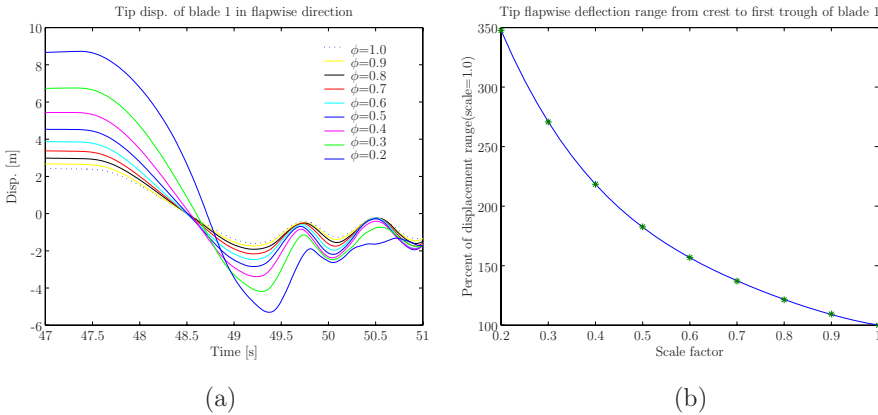 Tip disp. of blade 1 in flapwise direction
10
8
6
4
2
0
-2
-4
-6
Disp. [m]
ϕ=1.0
ϕ=0.9
ϕ=0.8
ϕ=0.7
ϕ=0.6
ϕ=0.5
ϕ=0.4
ϕ=0.3
ϕ=0.2
47 47.5 48 48.5 49 49.5 50 50.5 51
Time [s]
(a)
Tip flapwise deflection range from crest to first trough of blade 1
350
300
250
200
150
100
Percent of displacement range(scale=1.0)
0.2 0.3 0.4 0.5 0.6 0.7 0.8 0.9 1
Scale factor
(b)